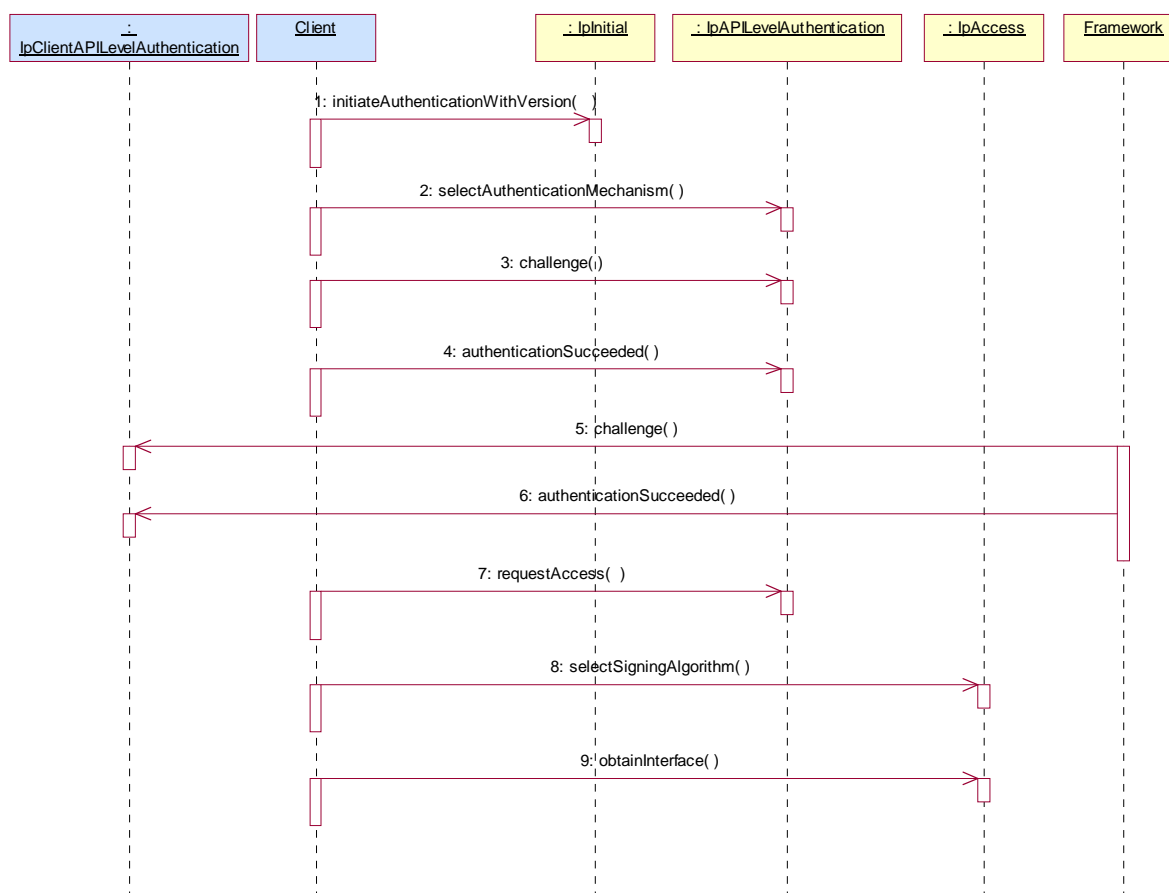 :
IpClientAPILevelAuthentication
Client
: IpInitial
: IpAPILevelAuthentication
: IpAccess
Framework
1: initiateAuthenticationWithVersion( )
2: selectAuthenticationMechanism( )
3: challenge( )
4: authenticationSucceeded( )
5: challenge( )
6: authenticationSucceeded( )
7: requestAccess( )
8: selectSigningAlgorithm( )
9: obtainInterface( )